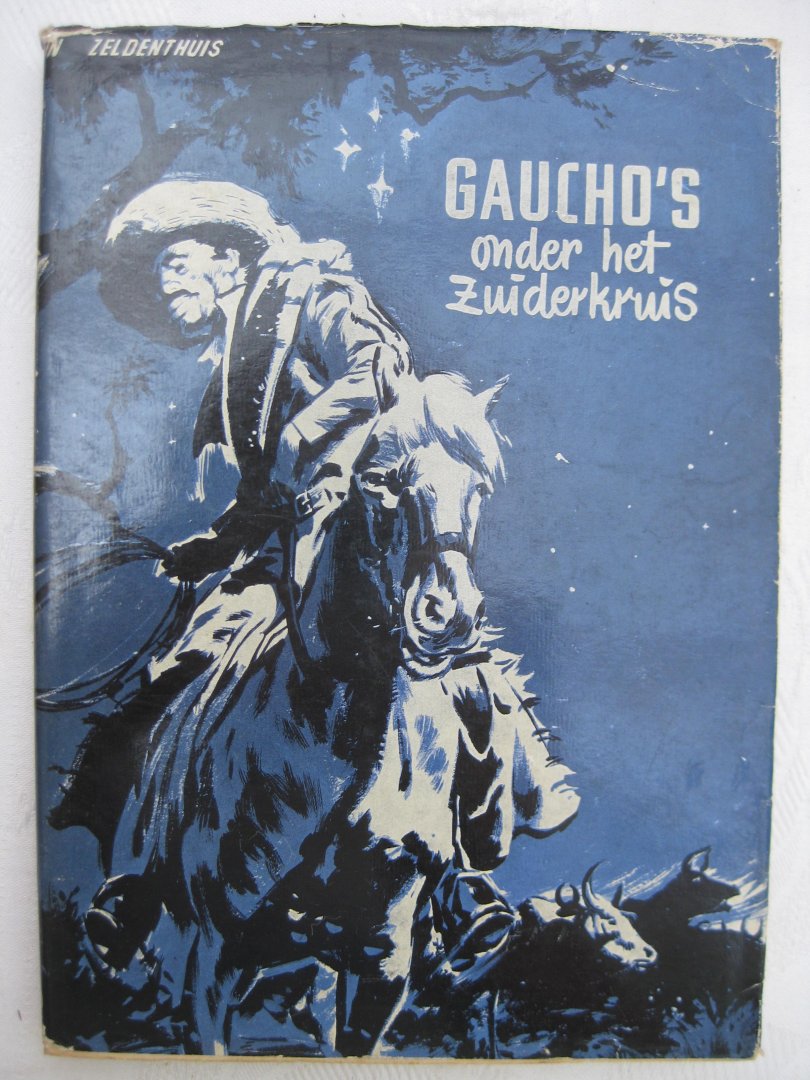 ZELDENTHUIS
GAUCHO'S
onder het
Zuiderkruis